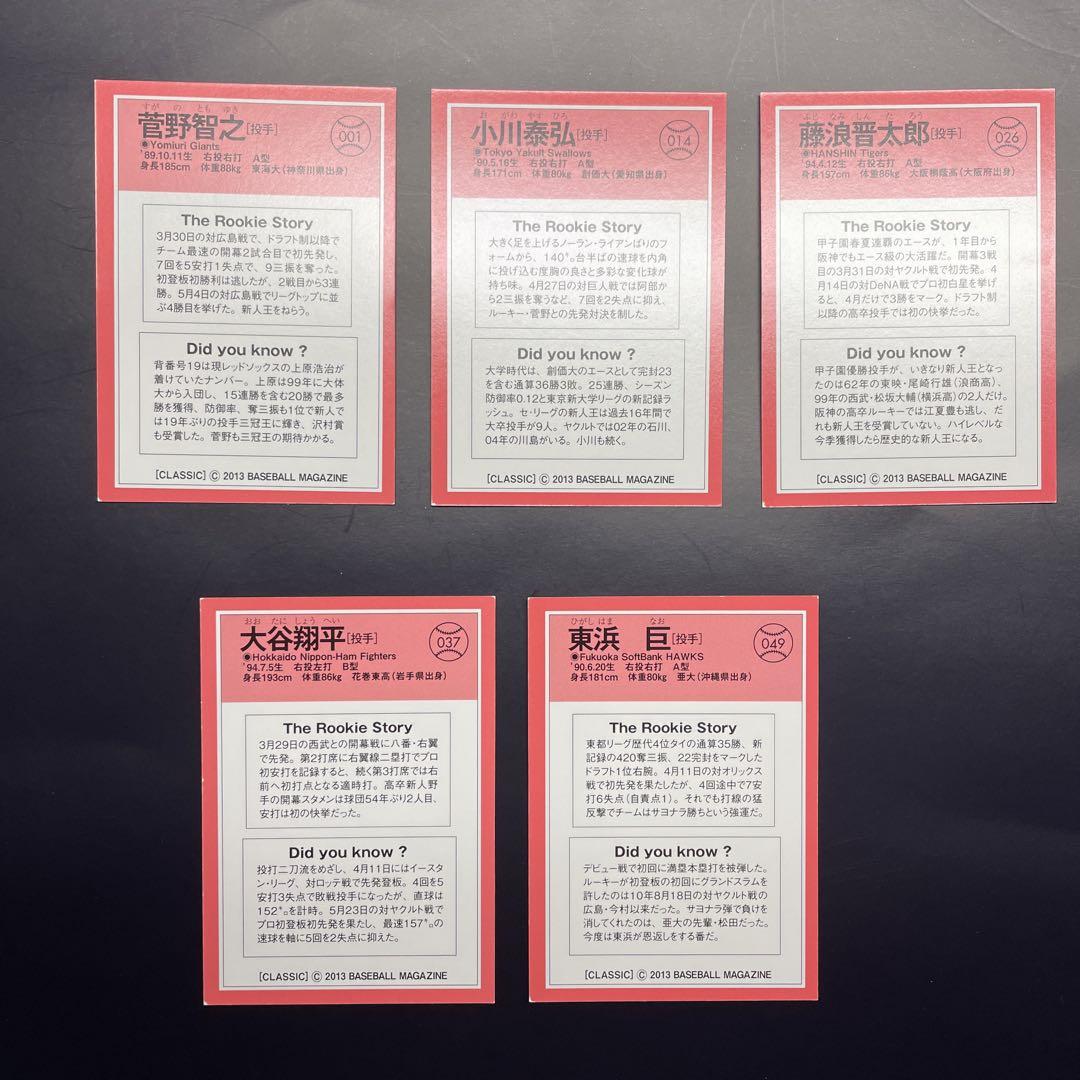 すが の とも ゆき
菅野智之[投手]
001
◉Yomiuri Giants
'89.10.11生 右投右打 A型
身長185cm 体重88kg 東海大(神奈川県出身)
The Rookie Story
3月30日の対広島戦で、ドラフト制以降で
チーム最速の開幕2試合目で初先発し、
7回を5安打1失点で、9三振を奪った。
初登板初勝利は逃したが、2戦目から3連
勝。5月4日の対広島戦でリーグトップに並
ぶ4勝目を挙げた。新人王をねらう。
Did you know ?
背番号19は現レッドソックスの上原浩治が
着けていたナンバー。上原は99年に大体
大から入団し、15連勝を含む20勝で最多
勝を獲得、防御率、奪三振も1位で新人で
は19年ぶりの投手三冠王に輝き、沢村賞
も受賞した。菅野も三冠王の期待かかる。
[CLASSIC] Ⓒ 2013 BASEBALL MAGAZINE
お がわ やす ひろ
小川泰弘[投手]
014
◉Tokyo Yakult Swallows
'90.5.16生 右投右打 A型
身長171cm 体重80kg 創価大(愛知県出身)
The Rookie Story
大きく足を上げるノーラン・ライアンばりのフ
ォームから、140㌔台半ばの速球を内角
に投げ込む度胸の良さと多彩な変化球が
持ち味。4月27日の対巨人戦では阿部か
ら2三振を奪うなど、7回を2失点に抑え、
ルーキー・菅野との先発対決を制した。
Did you know ?
大学時代は、創価大のエースとして完封23
を含む通算36勝3敗。25連勝、シーズン
防御率0.12と東京新大学リーグの新記録ラ
ッシュ。セ・リーグの新人王は過去16年間で
大卒投手が9人。ヤクルトでは02年の石川、
04年の川島がいる。小川も続く。
[CLASSIC] Ⓒ 2013 BASEBALL MAGAZINE
ふじ なみ しん た ろう
藤浪晋太郎[投手]
026
◉HANSHIN Tigers
'94.4.12生 右投右打 A型
身長197cm 体重86kg 大阪桐蔭高(大阪府出身)
The Rookie Story
甲子園春夏連覇のエースが、1年目から
阪神でもエース級の大活躍だ。開幕3戦
目の3月31日の対ヤクルト戦で初先発。4
月14日の対DeNA戦でプロ初白星を挙げ
ると、4月だけで3勝をマーク。ドラフト制
以降の高卒投手では初の快挙だった。
Did you know ?
甲子園優勝投手が、いきなり新人王となっ
たのは62年の東映・尾崎行雄(浪商高)、
99年の西武・松坂大輔(横浜高)の2人だけ。
阪神の高卒ルーキーでは江夏豊も逃し、だ
れも新人王を受賞していない。ハイレベルな
今季獲得したら歴史的な新人王になる。
[CLASSIC] Ⓒ 2013 BASEBALL MAGAZINE
おお たに しょう へい
大谷翔平[投手]
037
◉Hokkaido Nippon-Ham Fighters
'94.7.5生 右投左打 B型
身長193cm 体重86kg 花巻東高(岩手県出身)
The Rookie Story
3月29日の西武との開幕戦に八番・右翼
で先発。第2打席に右翼線二塁打でプロ
初安打を記録すると、続く第3打席では右
前へ初打点となる適時打。高卒新人野
手の開幕スタメンは球団54年ぶり2人目、
安打は初の快挙だった。
Did you know ?
投打二刀流をめざし、4月11日にはイースタ
ン・リーグ、対ロッテ戦で先発登板。4回を5
安打3失点で敗戦投手になったが、直球は
152㌔を計時。5月23日の対ヤクルト戦で
プロ初登板初先発を果たし、最速157㌔の
速球を軸に5回を2失点に抑えた。
[CLASSIC] Ⓒ 2013 BASEBALL MAGAZINE
ひがし はま なお
東浜 巨[投手]
049
◉Fukuoka SoftBank HAWKS
'90.6.20生 右投右打 A型
身長181cm 体重80kg 亜大(沖縄県出身)
The Rookie Story
東都リーグ歴代4位タイの通算35勝、新
記録の420奪三振、22完封をマークした
ドラフト1位右腕。4月11日の対オリックス
戦で初先発を果たしたが、4回途中で7安
打6失点(自責点1)。それでも打線の猛
反撃でチームはサヨナラ勝ちという強運だ。
Did you know ?
デビュー戦で初回に満塁本塁打を被弾した。
ルーキーが初登板の初回にグランドスラムを
許したのは10年8月18日の対ヤクルト戦の
広島・今村以来だった。サヨナラ弾で負けを
消してくれたのは、亜大の先輩・松田だった。
今度は東浜が恩返しをする番だ。
[CLASSIC] Ⓒ 2013 BASEBALL MAGAZINE